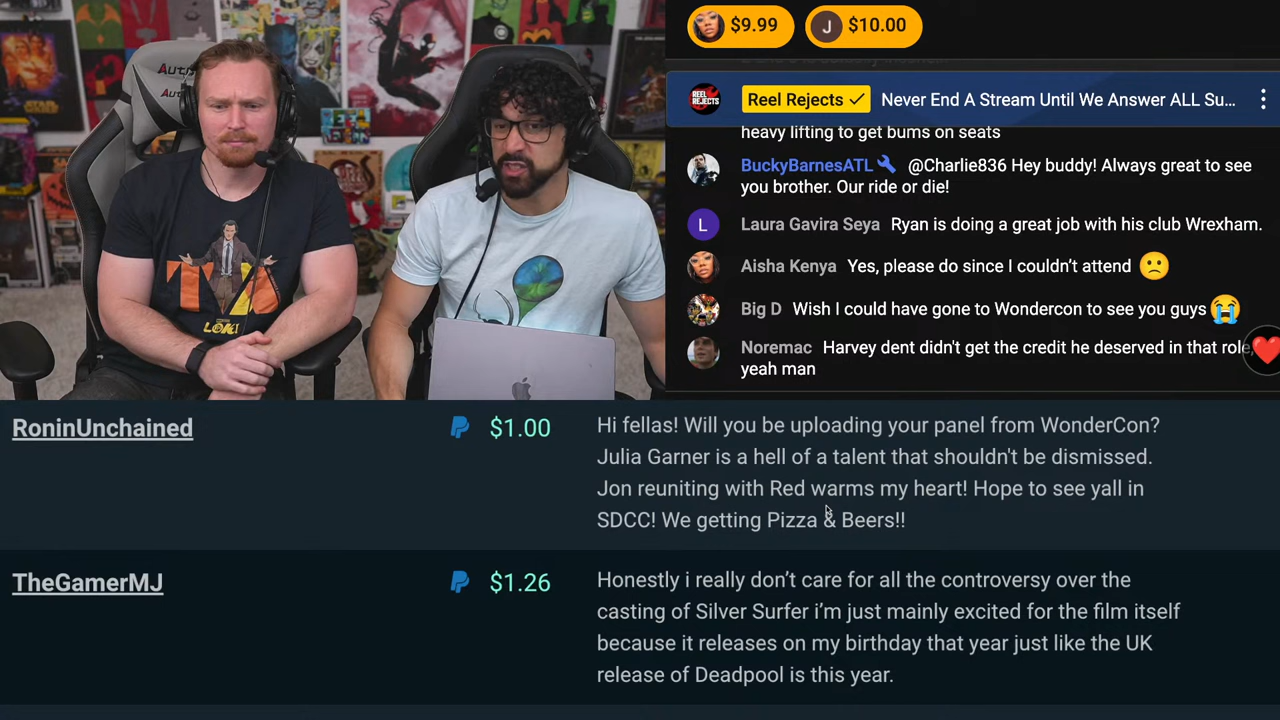 $9.99
J $10.00
REEL REJECTS
Reel Rejects Never End A Stream Until We Answer ALL Su...
heavy lifting to get bums on seats
BuckyBarnesATL @Charlie836 Hey buddy! Always great to see
you brother. Our ride or die!
L Laura Gavira Seya Ryan is doing a great job with his club Wrexham.
Aisha Kenya Yes, please do since I couldn’t attend
Big D Wish I could have gone to Wondercon to see you guys
Noremac Harvey dent didn't get the credit he deserved in that role,
yeah man
TVA
LOKI
RoninUnchained $1.00 Hi fellas! Will you be uploading your panel from WonderCon?
Julia Garner is a hell of a talent that shouldn't be dismissed.
Jon reuniting with Red warms my heart! Hope to see yall in
SDCC! We getting Pizza & Beers!!
TheGamerMJ $1.26 Honestly i really don’t care for all the controversy over the
casting of Silver Surfer i’m just mainly excited for the film itself
because it releases on my birthday that year just like the UK
release of Deadpool is this year.